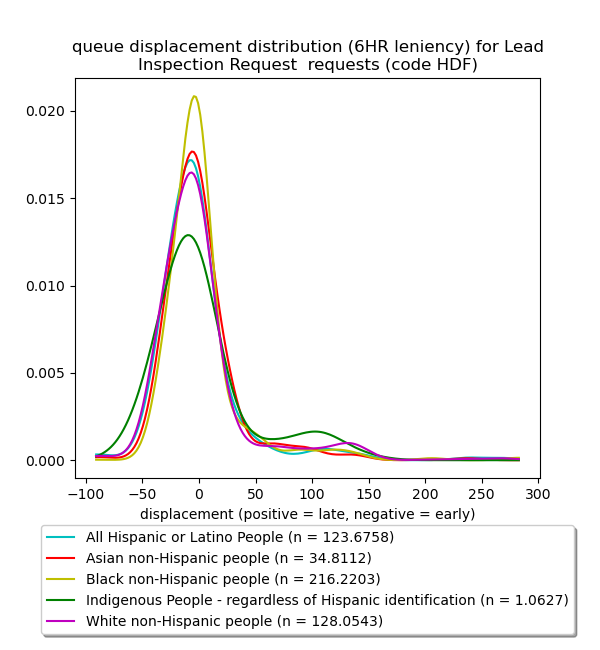 queue displacement distribution (6HR leniency) for Lead
Inspection Request  requests (code HDF)
0.020
0.015
0.010
0.005
0.000
−100 −50 0 50 100 150 200 250 300
displacement (positive = late, negative = early)
All Hispanic or Latino People (n = 123.6758)
Asian non-Hispanic people (n = 34.8112)
Black non-Hispanic people (n = 216.2203)
Indigenous People - regardless of Hispanic identification (n = 1.0627)
White non-Hispanic people (n = 128.0543)